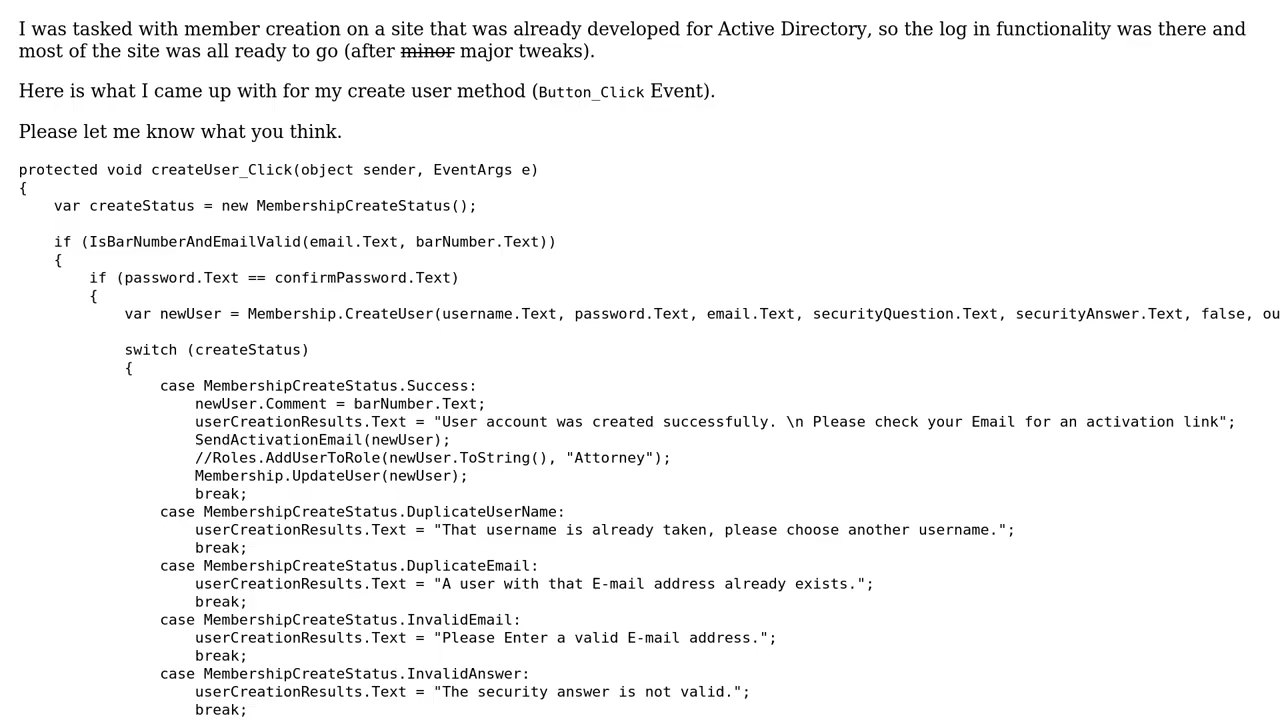 I was tasked with member creation on a site that was already developed for Active Directory, so the log in functionality was there and
most of the site was all ready to go (after minor major tweaks).
Here is what I came up with for my create user method (Button_Click Event).
Please let me know what you think.
protected void createUser_Click(object sender, EventArgs e)
{
    var createStatus = new MembershipCreateStatus();
    if (IsBarNumberAndEmailValid(email.Text, barNumber.Text))
    {
        if (password.Text == confirmPassword.Text)
        {
            var newUser = Membership.CreateUser(username.Text, password.Text, email.Text, securityQuestion.Text, securityAnswer.Text, false, ou
            switch (createStatus)
            {
                case MembershipCreateStatus.Success:
                    newUser.Comment = barNumber.Text;
                    userCreationResults.Text = "User account was created successfully. \n Please check your Email for an activation link";
                    SendActivationEmail(newUser);
                    //Roles.AddUserToRole(newUser.ToString(), "Attorney");
                    Membership.UpdateUser(newUser);
                    break;
                case MembershipCreateStatus.DuplicateUserName:
                    userCreationResults.Text = "That username is already taken, please choose another username.";
                    break;
                case MembershipCreateStatus.DuplicateEmail:
                    userCreationResults.Text = "A user with that E-mail address already exists.";
                    break;
                case MembershipCreateStatus.InvalidEmail:
                    userCreationResults.Text = "Please Enter a valid E-mail address.";
                    break;
                case MembershipCreateStatus.InvalidAnswer:
                    userCreationResults.Text = "The security answer is not valid.";
                    break;